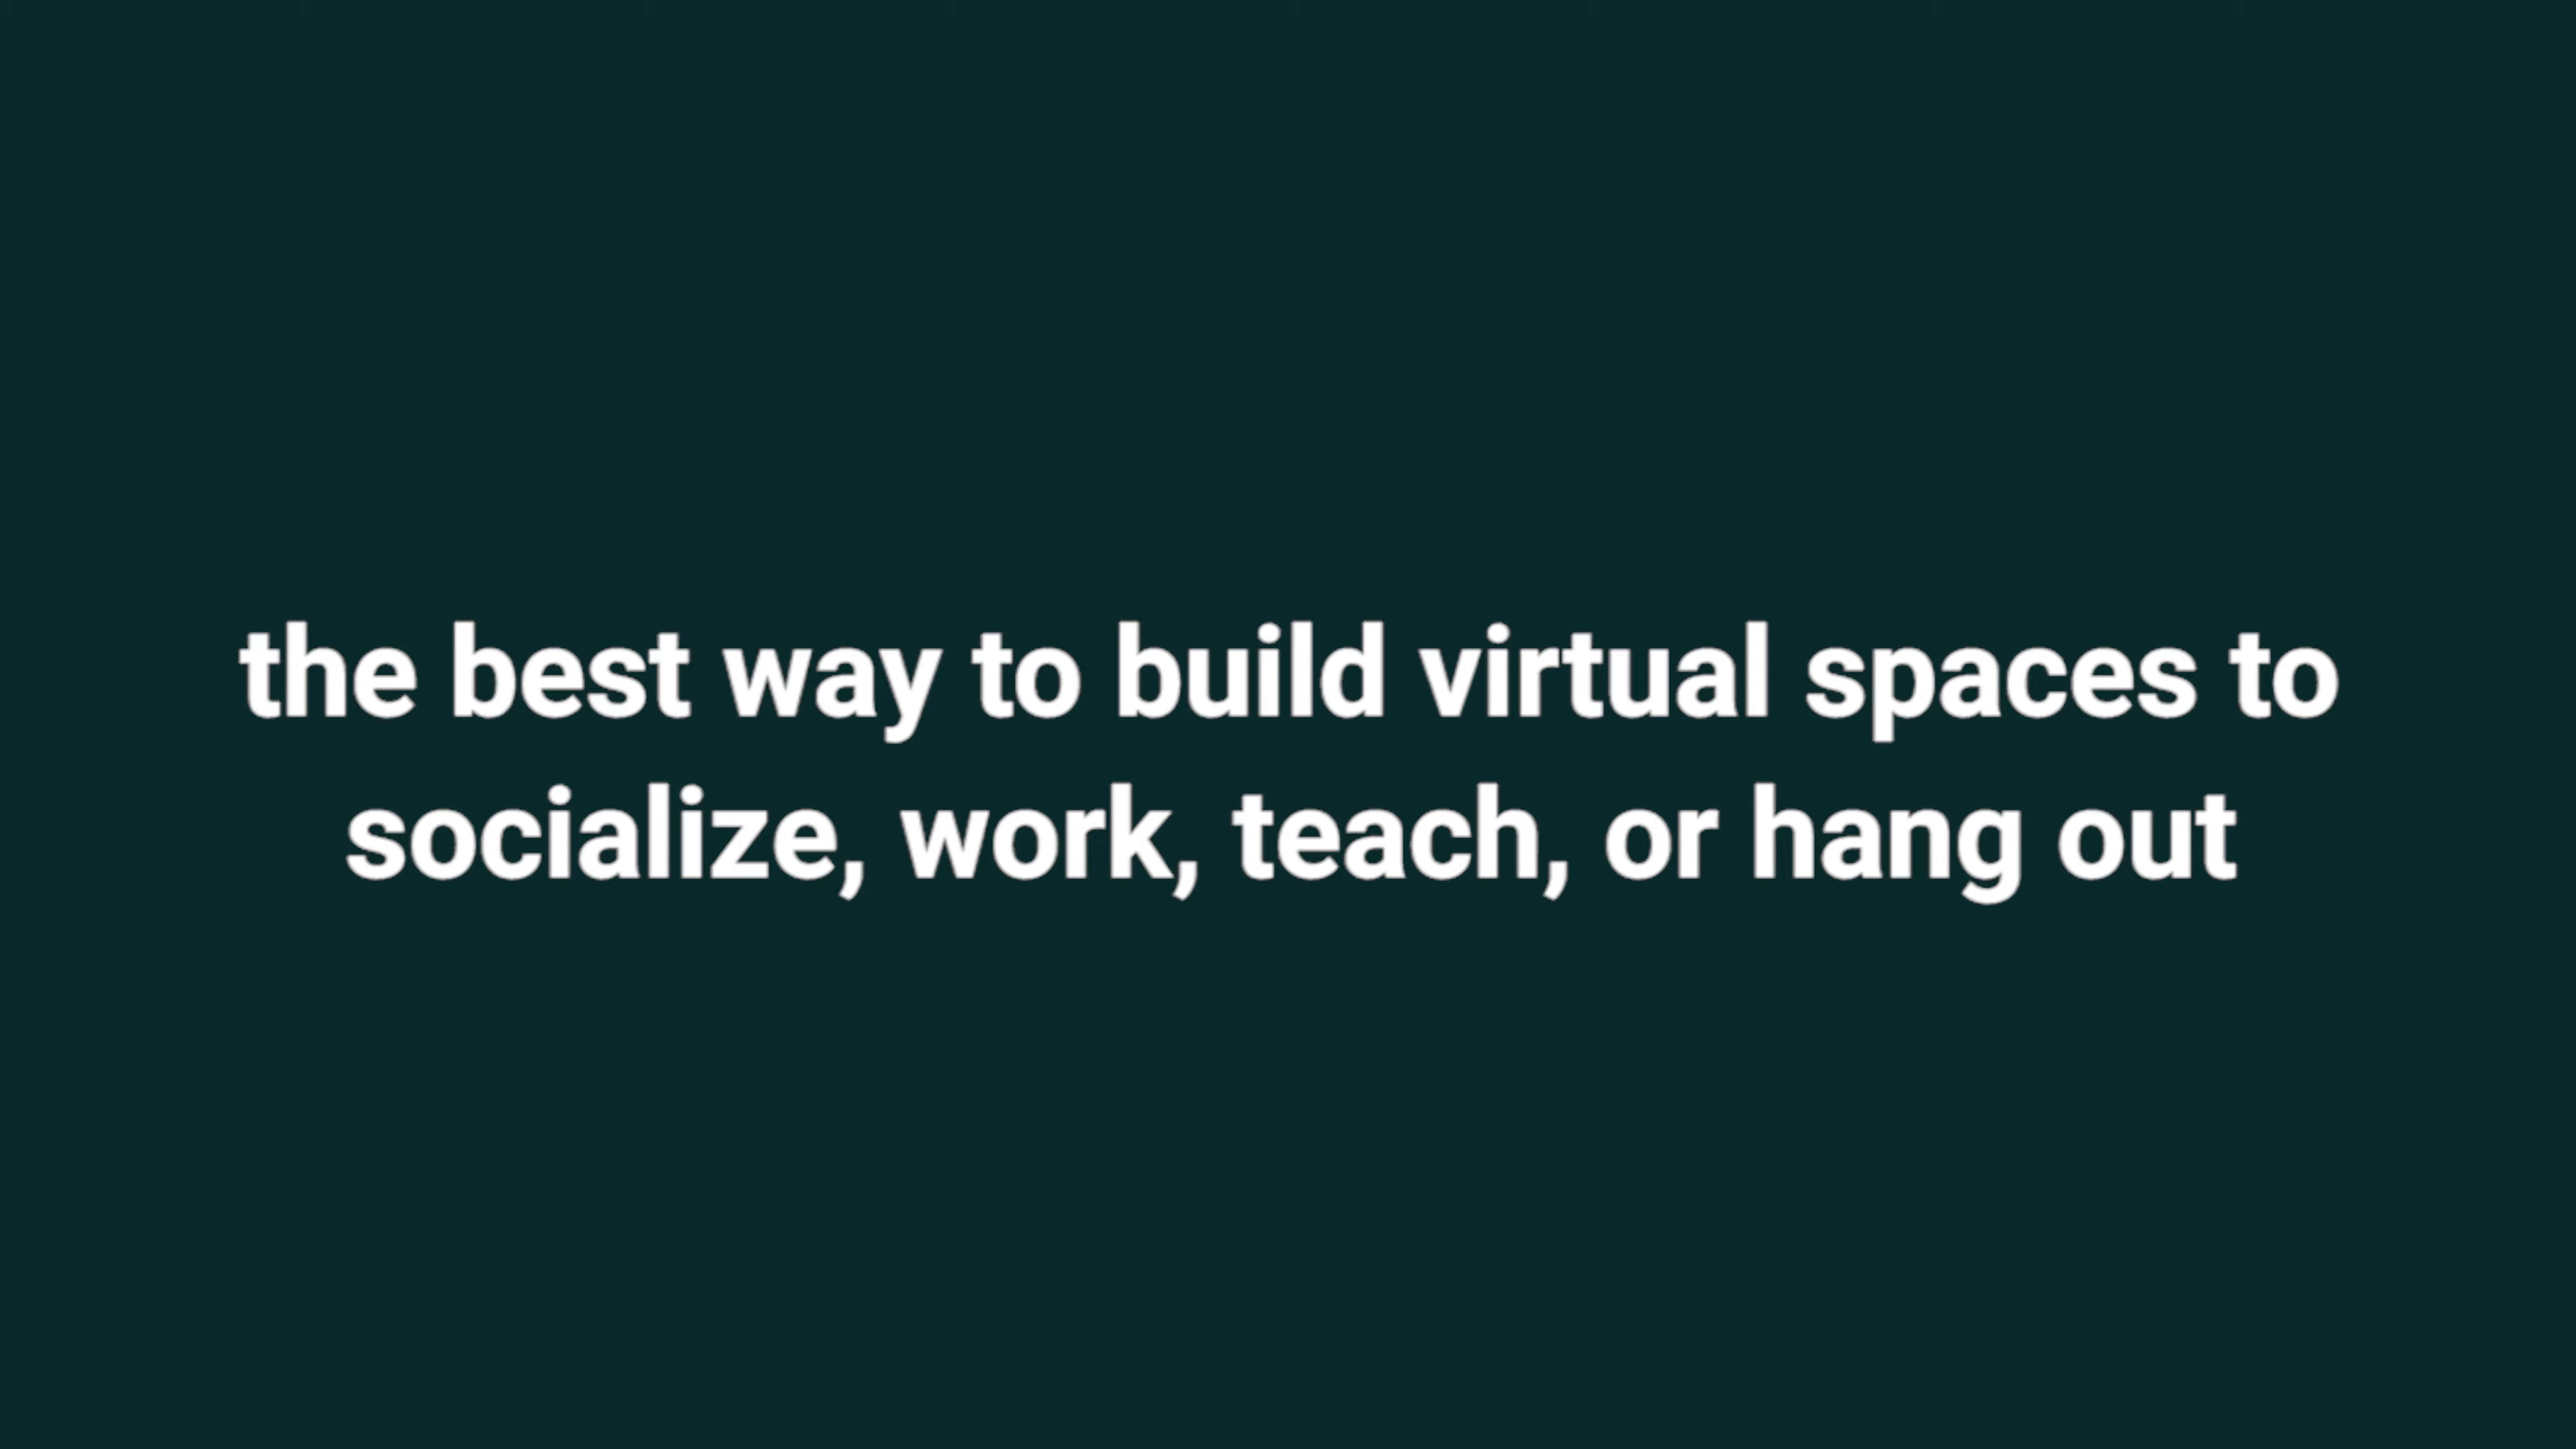 the best way to build virtual spaces to
socialize, work, teach, or hang out